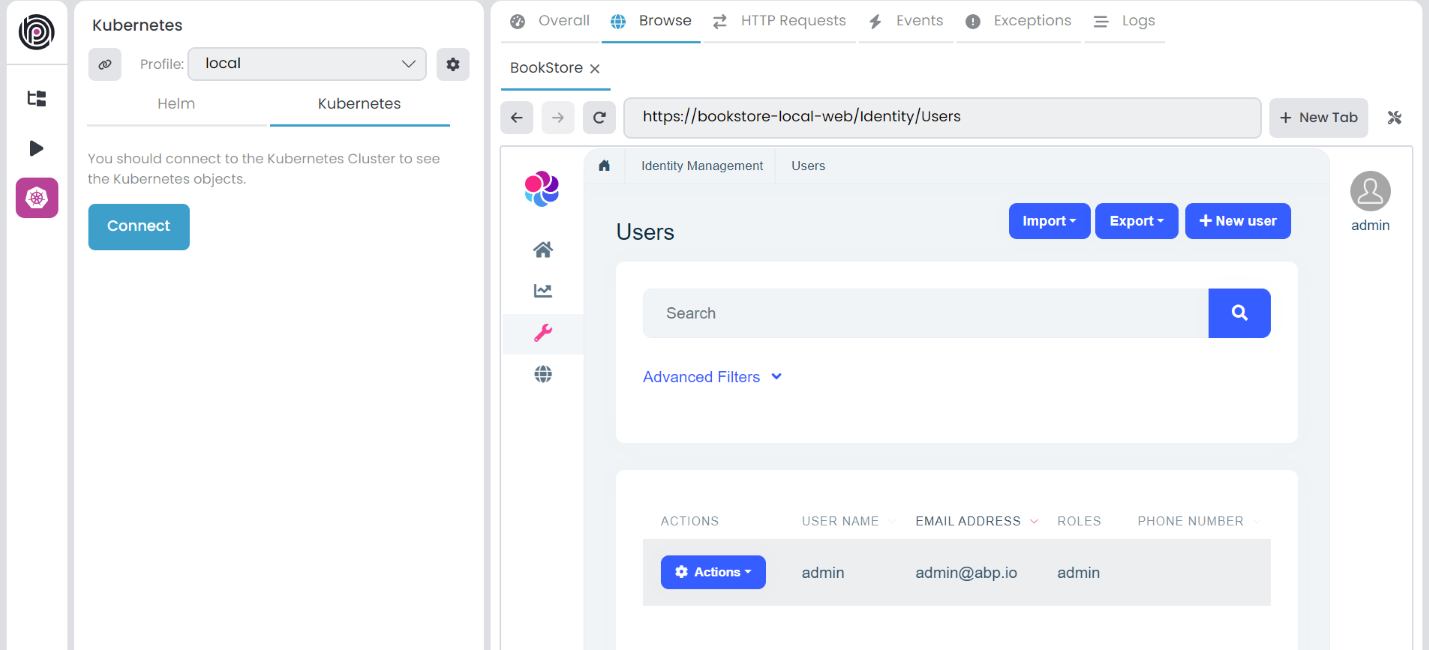 Kubernetes
Profile: local
Helm Kubernetes
You should connect to the Kubernetes Cluster to see
the Kubernetes objects.
Connect
Overall Browse HTTP Requests Events Exceptions Logs
BookStore
https://bookstore-local-web/Identity/Users
+ New Tab
Identity Management Users
admin
Users
Import Export + New user
Search
Advanced Filters
ACTIONS USER NAME EMAIL ADDRESS ROLES PHONE NUMBER
Actions admin admin@abp.io admin